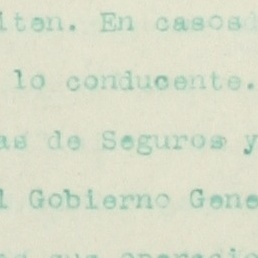 lten. En casos
lo conducente.
as de Seguros y
l Gobierno Gene